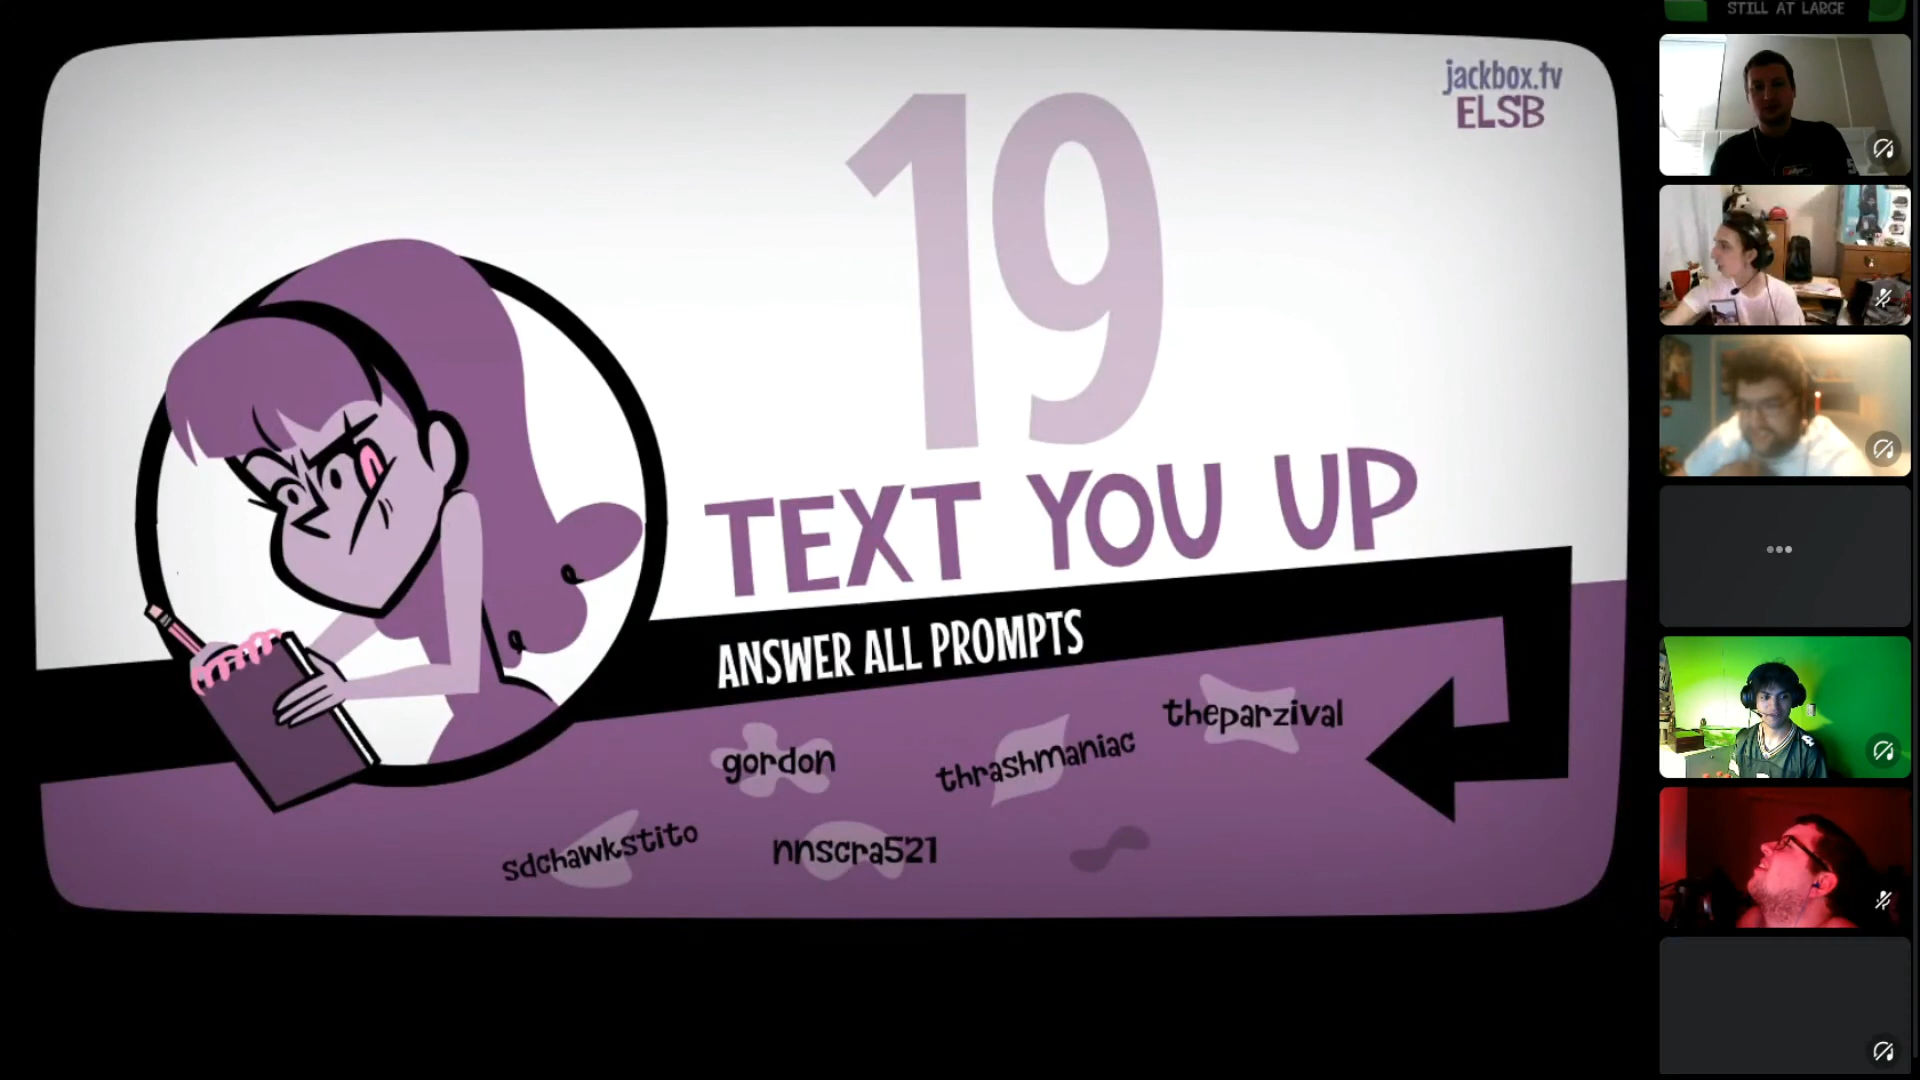 STILL AT LARGE
jackbox.tv
ELSB
19
TEXT YOU UP
ANSWER ALL PROMPTS
theparzival
gordon
thrashmaniac
sdchawkstito
nnscra521